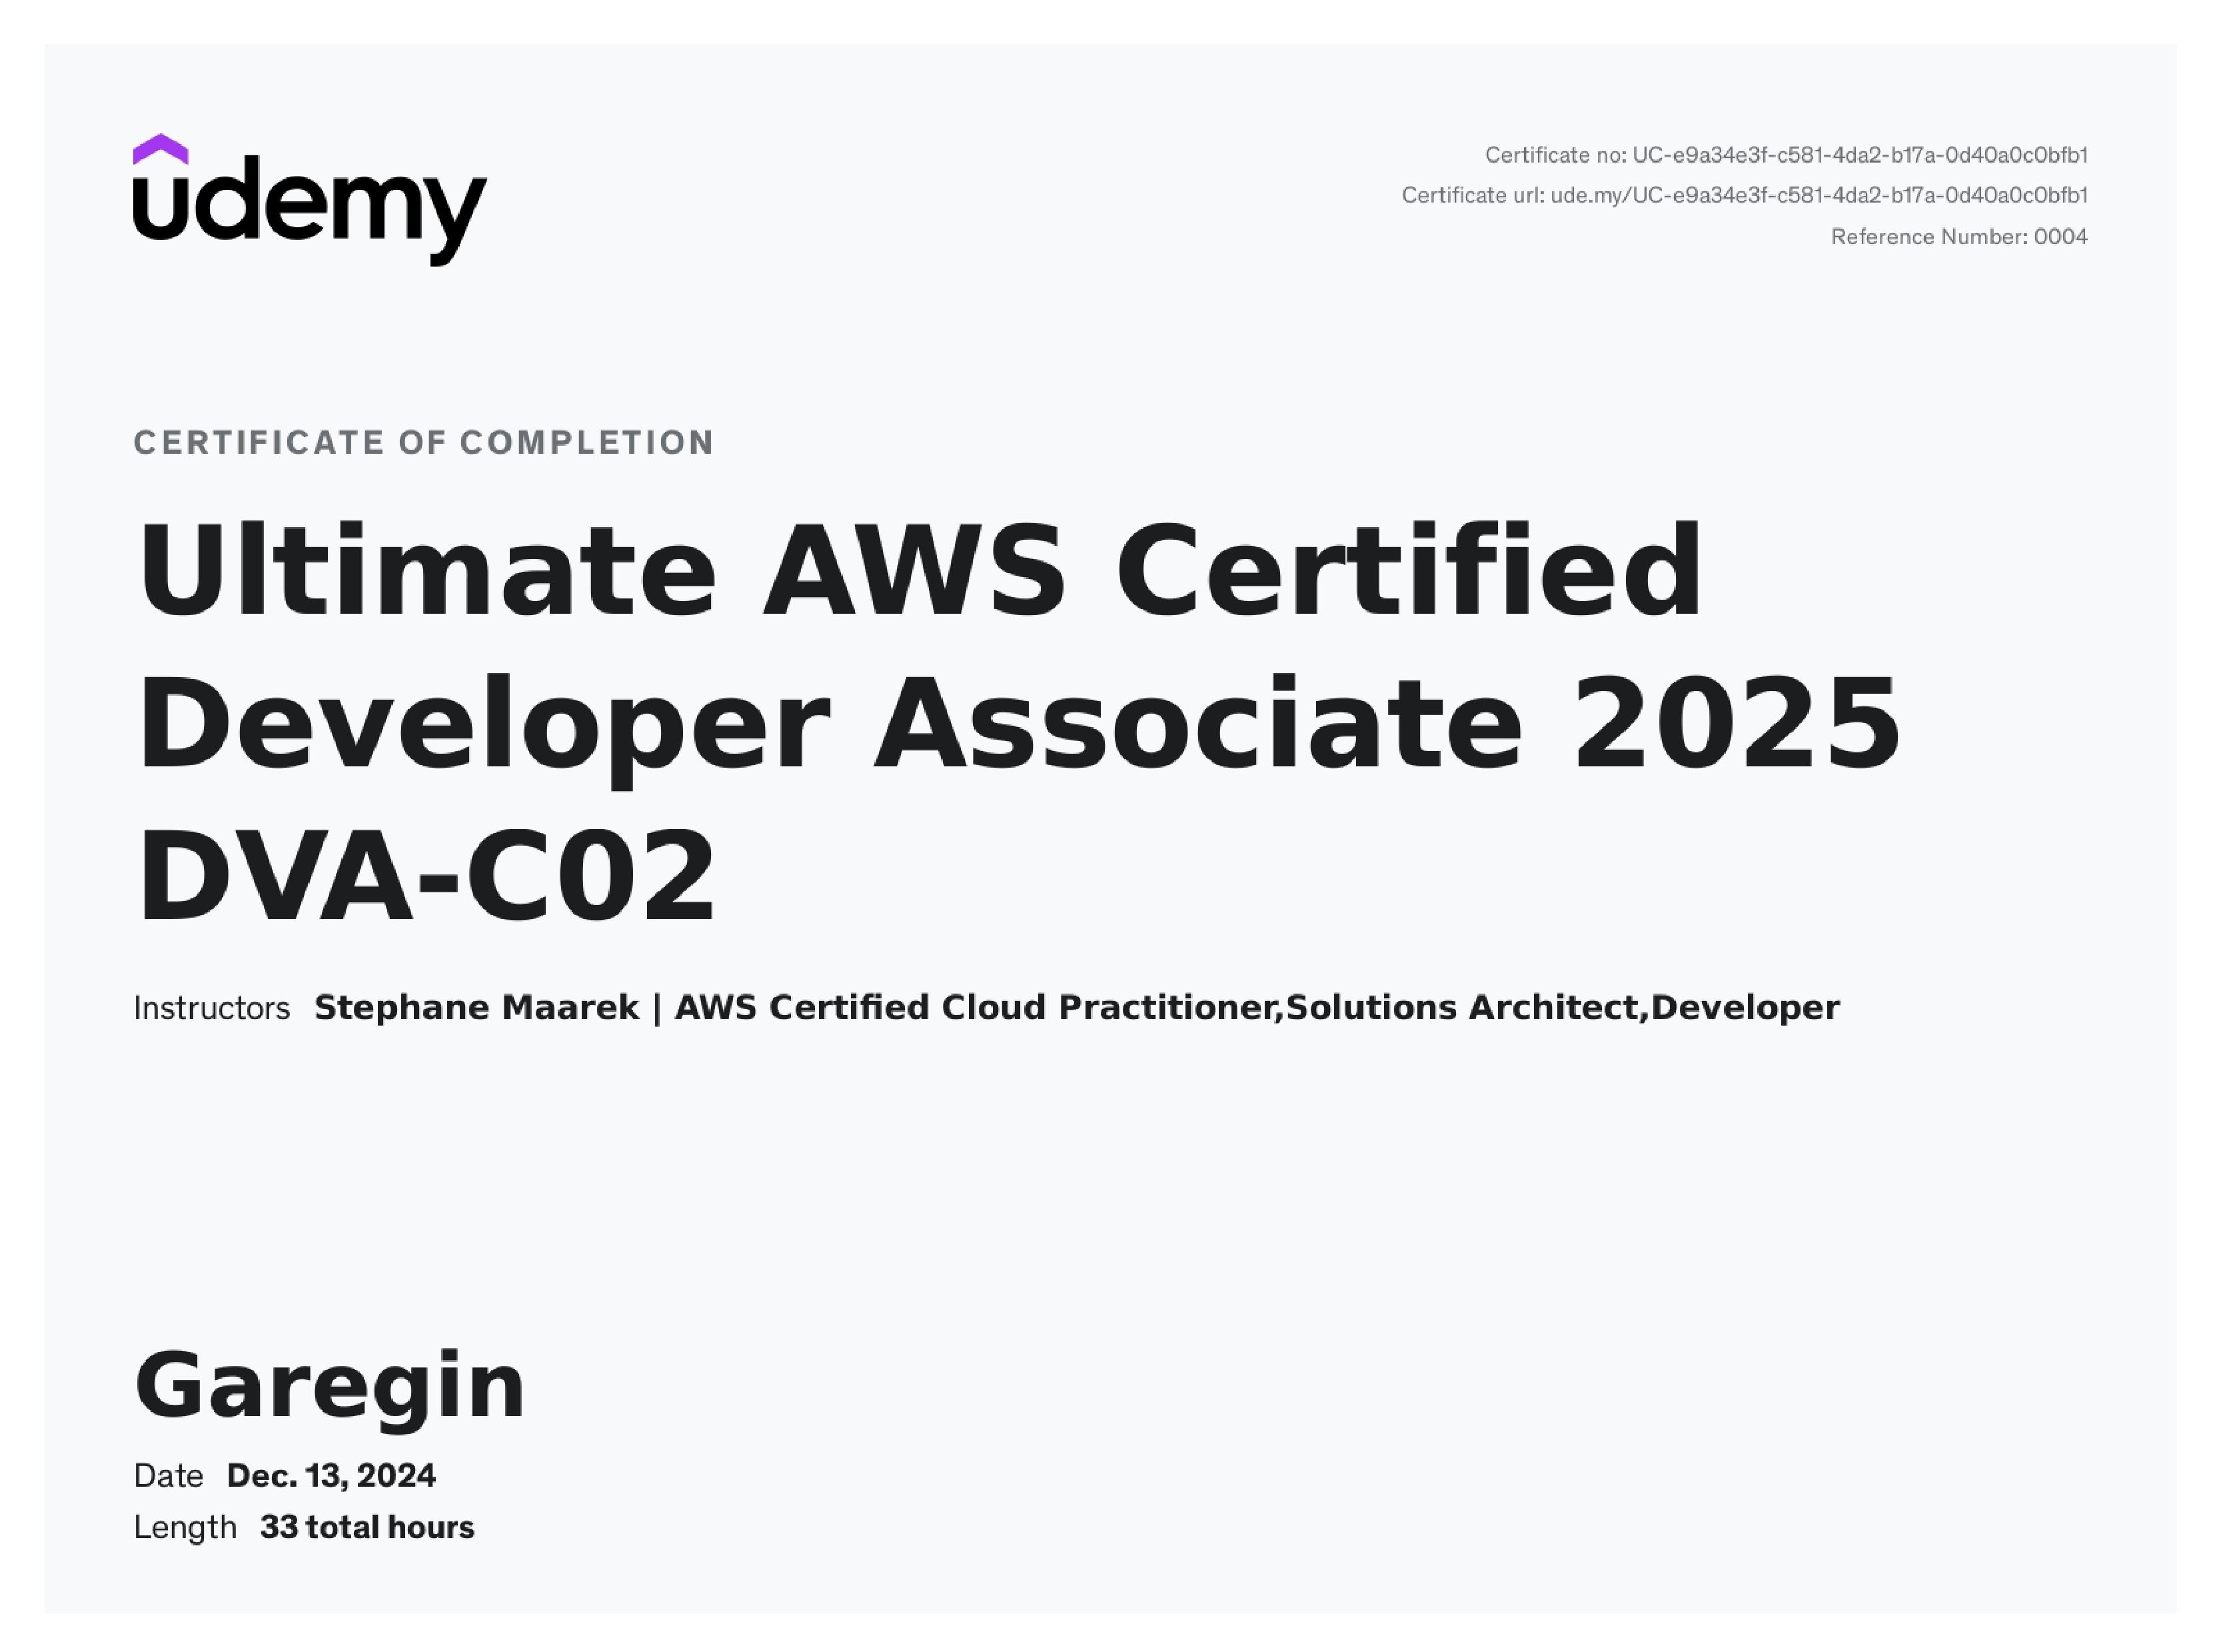 udemy
Certificate no: UC-e9a34e3f-c581-4da2-b17a-0d40a0c0bfb1
Certificate url: ude.my/UC-e9a34e3f-c581-4da2-b17a-0d40a0c0bfb1
Reference Number: 0004
CERTIFICATE OF COMPLETION
Ultimate AWS Certified
Developer Associate 2025
DVA-C02
Instructors Stephane Maarek | AWS Certified Cloud Practitioner,Solutions Architect,Developer
Garegin
Date Dec. 13, 2024
Length 33 total hours